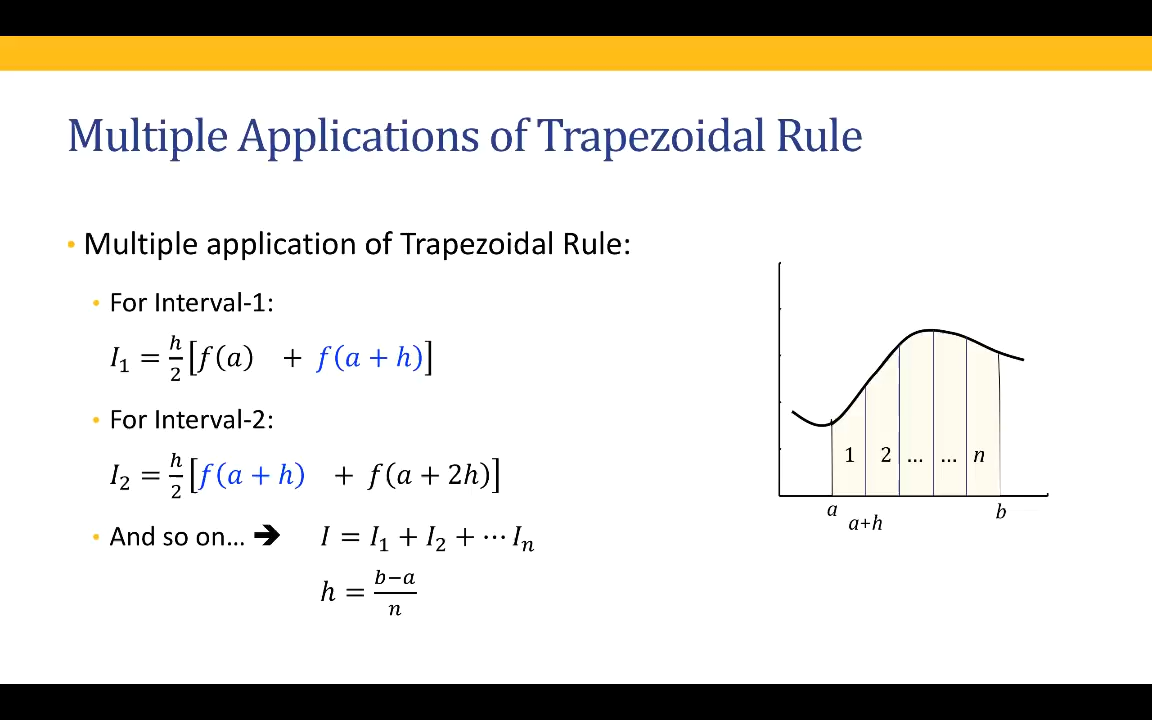 Multiple Applications of Trapezoidal Rule
• Multiple application of Trapezoidal Rule:
• For Interval-1:
I₁ = h/2 [f(a) + f(a + h)]
• For Interval-2:
I₂ = h/2 [f(a + h) + f(a + 2h)]
• And so on… ➔ I = I₁ + I₂ + ⋯ Iₙ
h = b−a/n
1 2 … … n
a a+h b